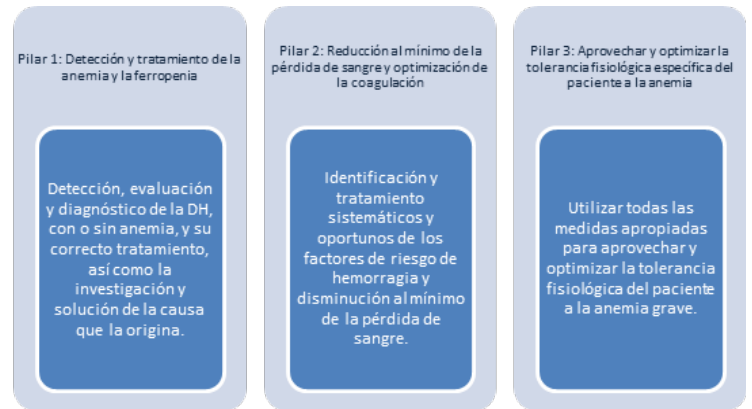 Pilar 1: Detección y tratamiento de la
anemia y la ferropenia
Detección, evaluación
y diagnóstico de la DH,
con o sin anemia, y su
correcto tratamiento,
así como la
investigación y
solución de la causa
que la origina.
Pilar 2: Reducción al mínimo de la
pérdida de sangre y optimización de
la coagulación
Identificación y
tratamiento
sistemáticos y
oportunos de los
factores de riesgo de
hemorragia y
disminución al mínimo
de la pérdida de
sangre.
Pilar 3: Aprovechar y optimizar la
tolerancia fisiológica específica del
paciente a la anemia
Utilizar todas las
medidas apropiadas
para aprovechar y
optimizar la tolerancia
fisiológica del paciente
a la anemia grave.